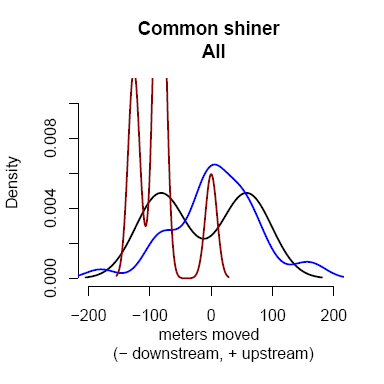 Common shiner
All
Density
0.008
0.004
0.000
−200 −100 0 100 200
meters moved
(− downstream, + upstream)